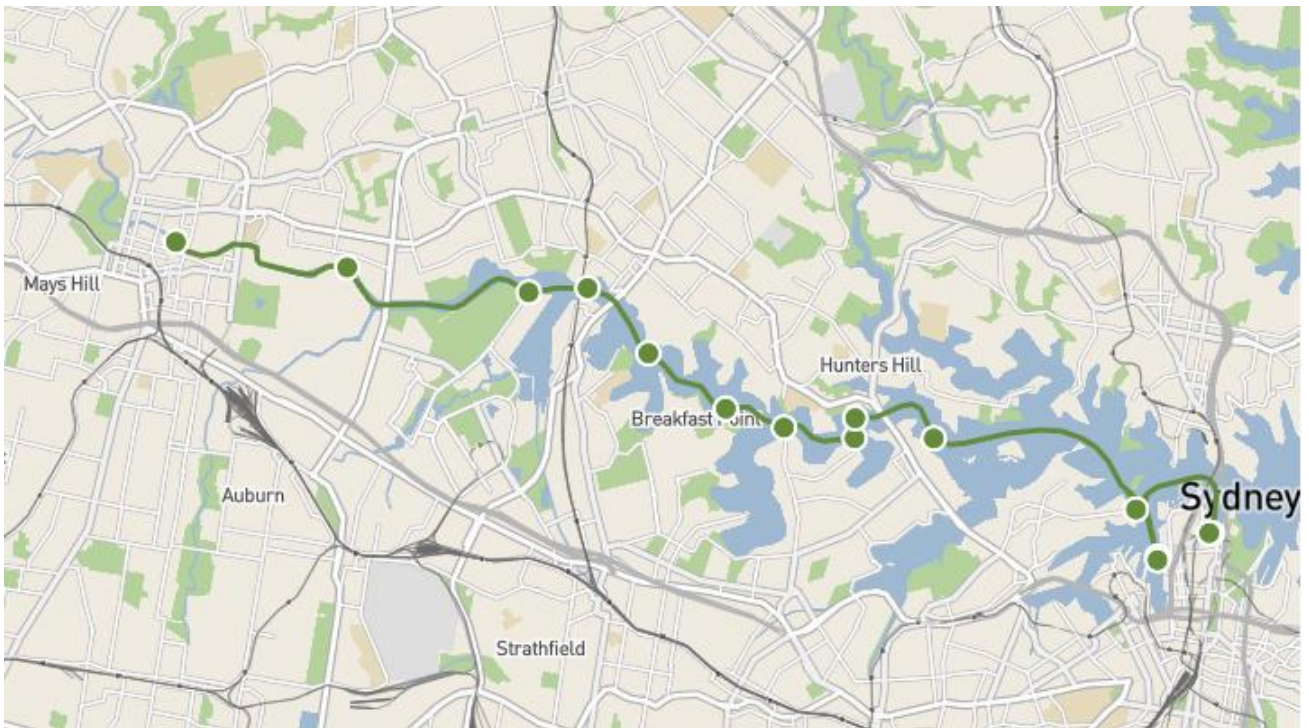 Mays Hill
Hunters Hill
Breakfast Point
Sydney
Auburn
Strathfield